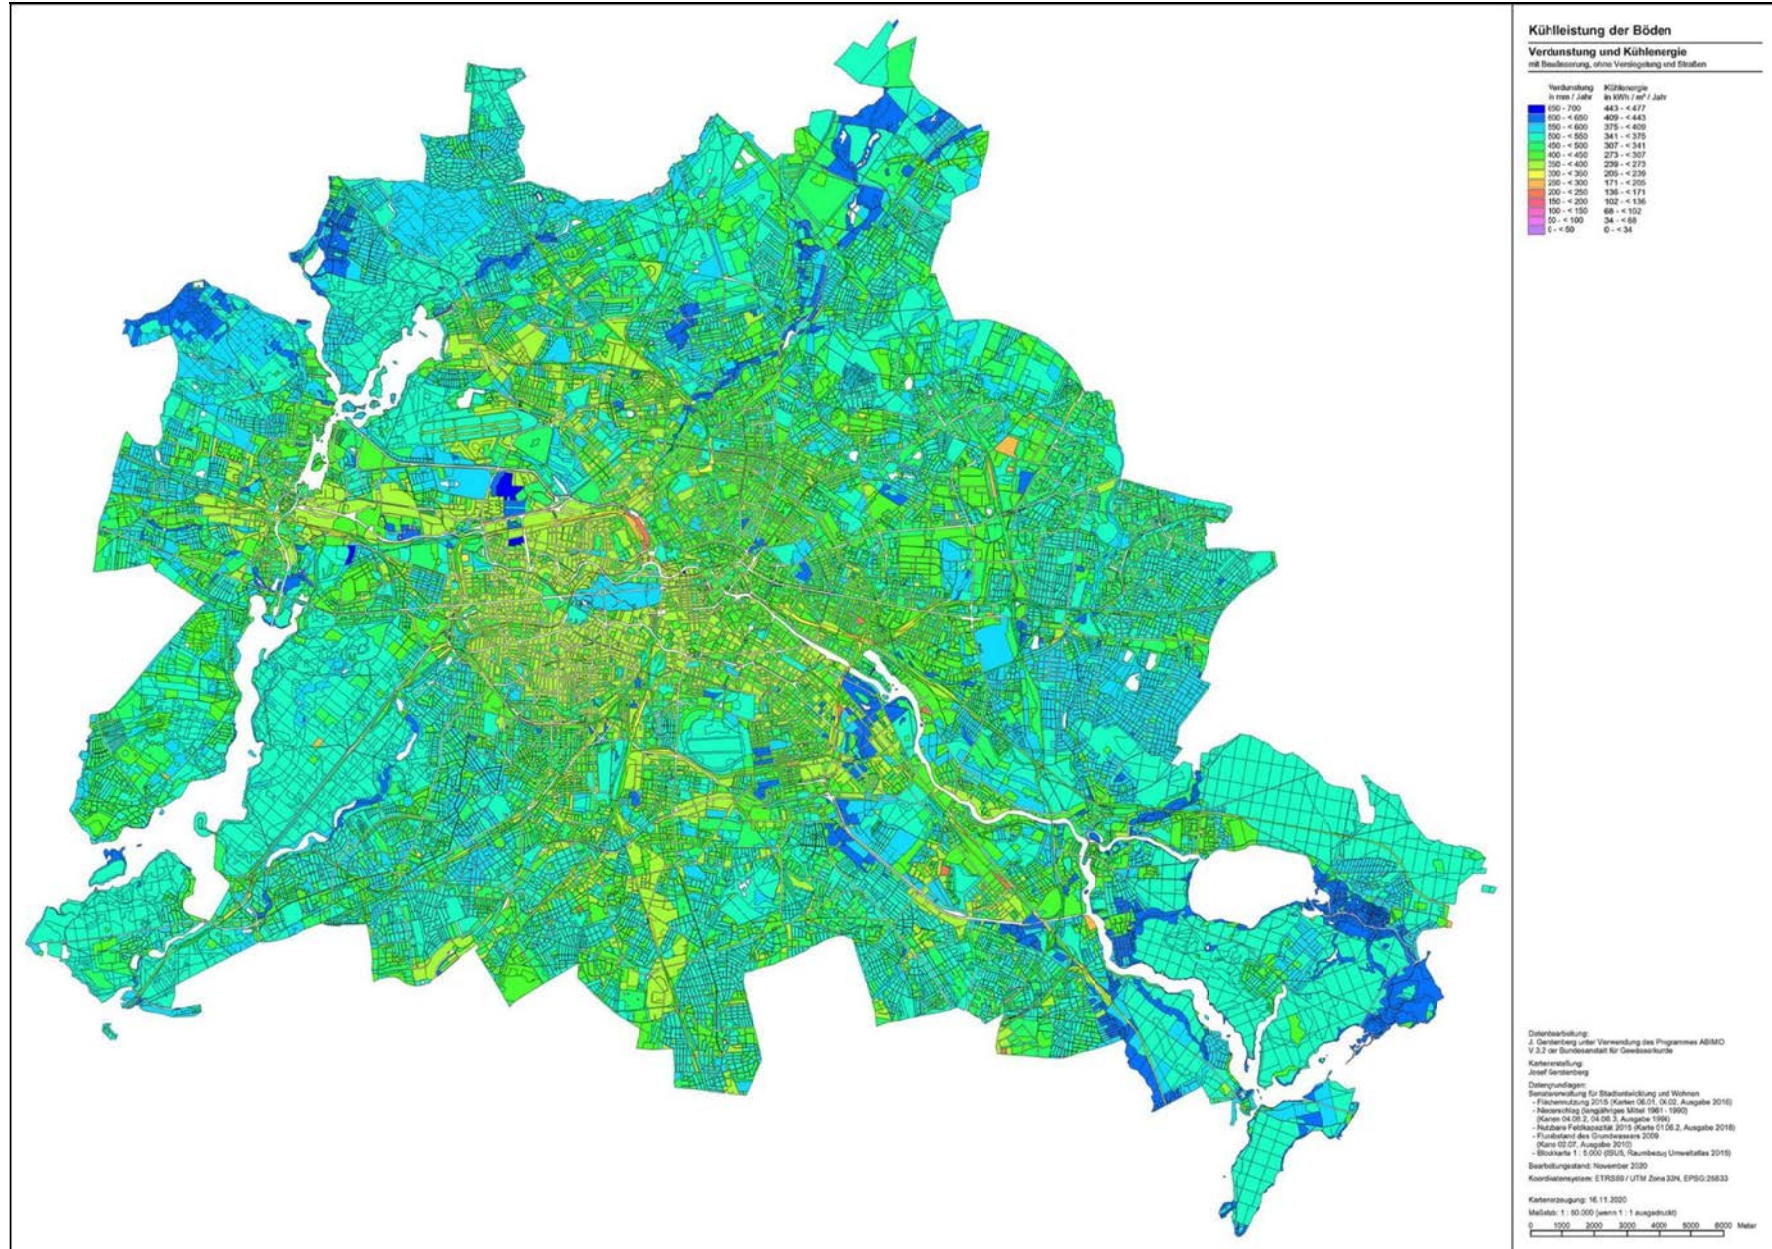 Kühlleistung der Böden
Verdunstung und Kühlenergie
mit Bewässerung, ohne Versiegelung und Straßen
Verdunstung Kühlenergie
in mm / Jahr in kWh / m² / Jahr
650 - 700 443 - < 477
600 - < 650 409 - < 443
550 - < 600 375 - < 409
500 - < 550 341 - < 375
450 - < 500 307 - < 341
400 - < 450 273 - < 307
350 - < 400 239 - < 273
300 - < 350 205 - < 239
250 - < 300 171 - < 205
200 - < 250 136 - < 171
150 - < 200 102 - < 136
100 - < 150 68 - < 102
50 - < 100 34 - < 68
0 - < 50 0 - < 34
Datenbearbeitung:
J. Gerstenberg unter Verwendung des Programmes ABIMO
V 3.2 der Bundesanstalt für Gewässerkunde
Kartenerstellung:
Josef Gerstenberg
Datengrundlagen:
Senatsverwaltung für Stadtentwicklung und Wohnen
- Flächennutzung 2015 (Karten 06.01, 06.02, Ausgabe 2016)
- Niederschlag (langjähriges Mittel 1961 - 1990)
(Karten 04.08.2, 04.08.3, Ausgabe 1994)
- Nutzbare Feldkapazität 2015 (Karte 01.06.2, Ausgabe 2018)
- Flurabstand des Grundwassers 2009
(Karte 02.07, Ausgabe 2010)
- Blockkarte 1 : 5.000 (ISU5, Raumbezug Umweltatlas 2015)
Bearbeitungsstand: November 2020
Koordinatensystem: ETRS89 / UTM Zone 33N, EPSG:25833
Kartenerzeugung: 16.11.2020
Maßstab: 1 : 50.000 (wenn 1 : 1 ausgedruckt)
0 1000 2000 3000 4000 5000 6000 Meter